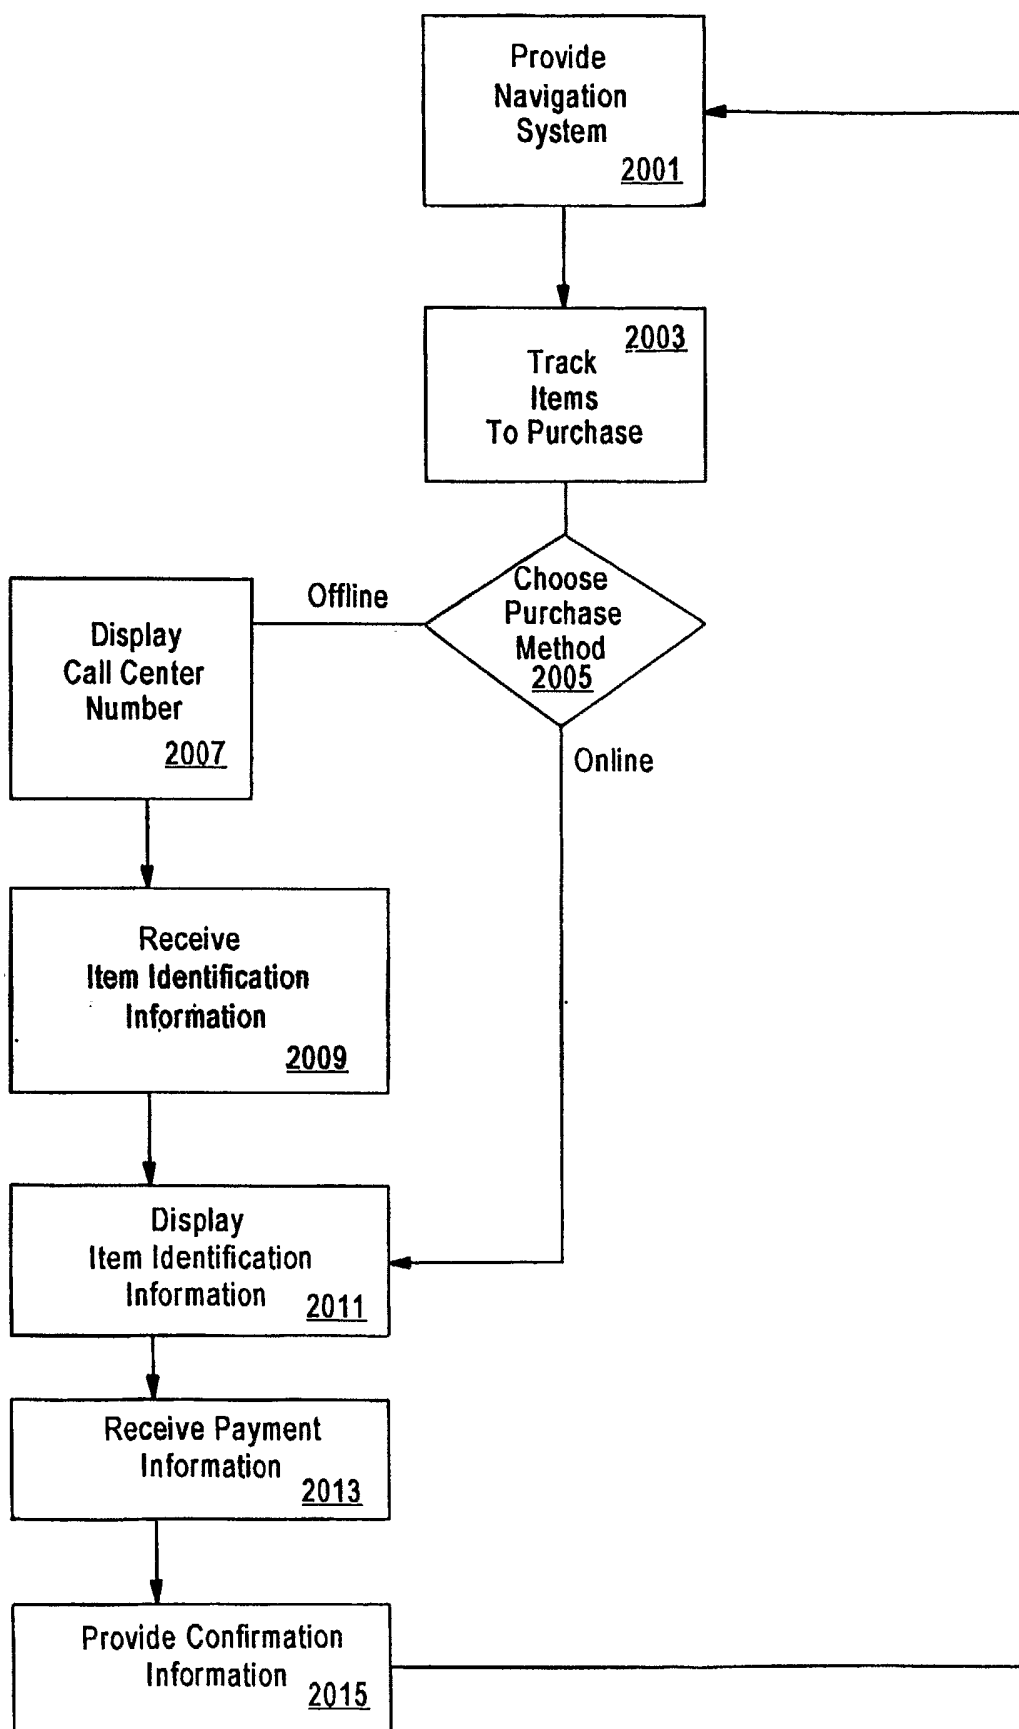 Provide
Navigation
System
2001
2003
Track
Items
To Purchase
Choose
Purchase
Method
2005
Offline
Online
Display
Call Center
Number
2007
Receive
Item Identification
Information
2009
Display
Item Identification
Information
2011
Receive Payment
Information
2013
Provide Confirmation
Information
2015